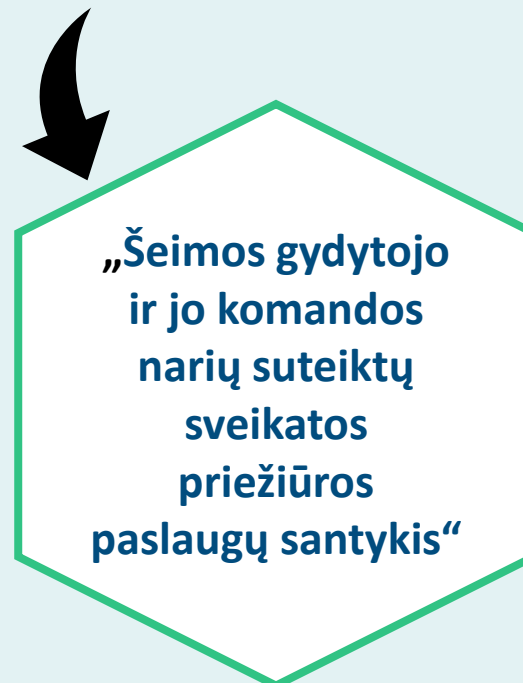 „Šeimos gydytojo
ir jo komandos
narių suteiktų
sveikatos
priežiūros
paslaugų santykis“